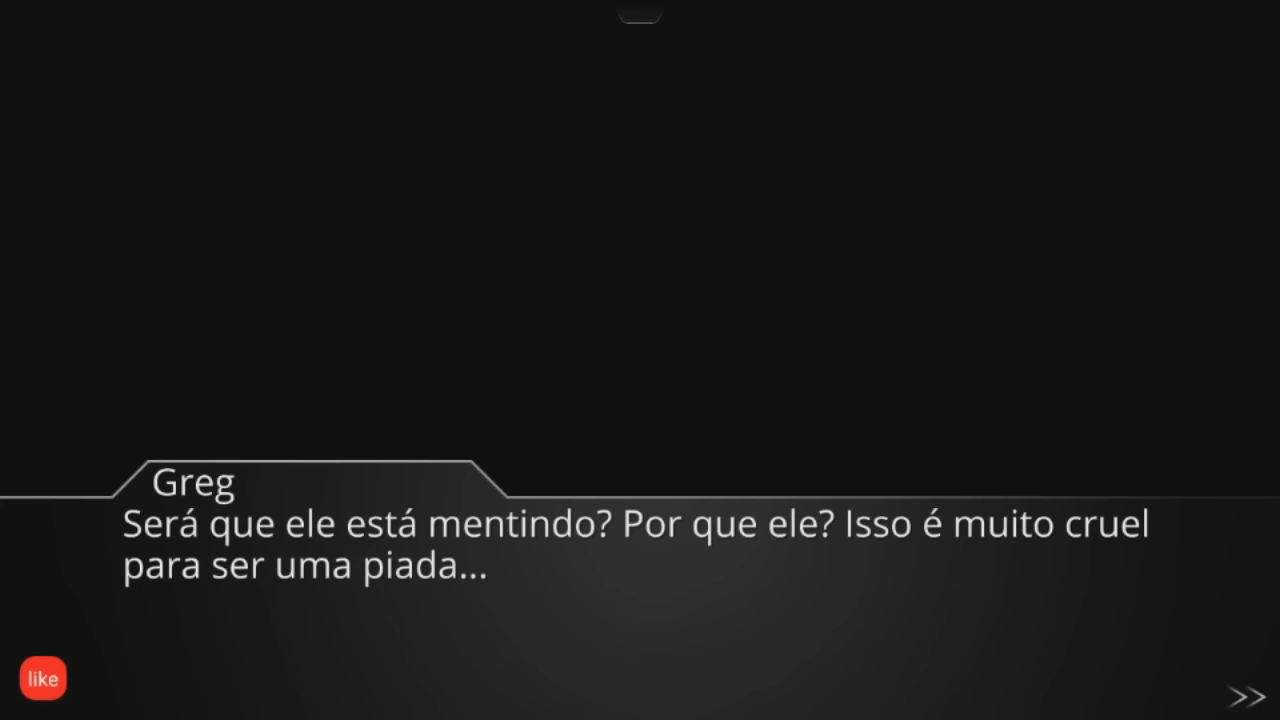 Greg
Será que ele está mentindo? Por que ele? Isso é muito cruel
para ser uma piada...
like